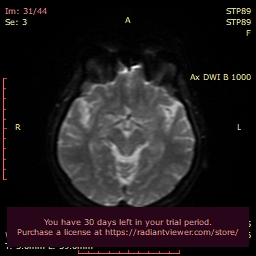 Im: 31/44
Se: 3
STP89
STP89
F
A
Ax DWI B 1000
R
L
You have 30 days left in your trial period.
Purchase a license at https://radiantviewer.com/store/